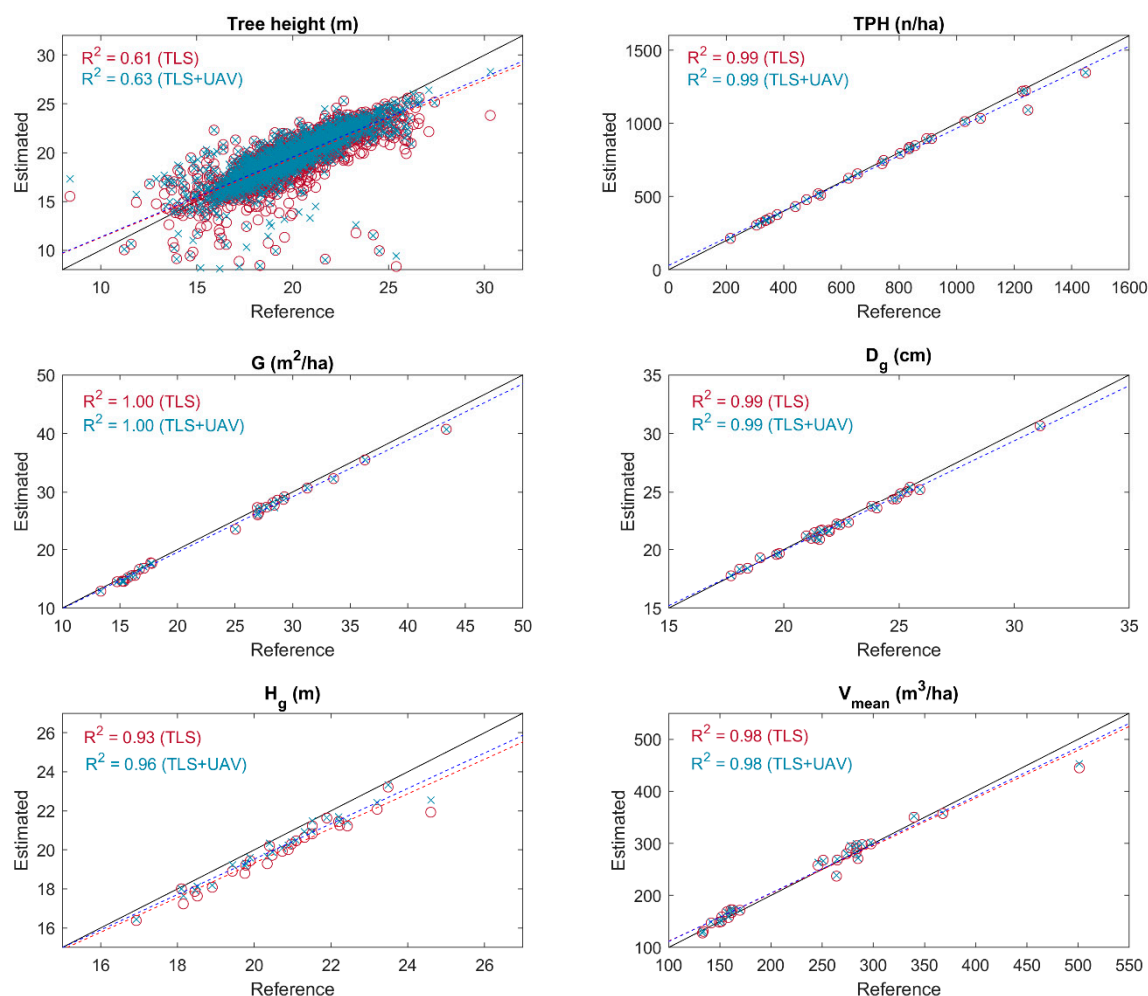 Tree height (m)
R² = 0.61 (TLS)
R² = 0.63 (TLS+UAV)
30
25
20
15
10
Estimated
10 15 20 25 30
Reference
TPH (n/ha)
R² = 0.99 (TLS)
R² = 0.99 (TLS+UAV)
1500
1000
500
0
Estimated
0 200 400 600 800 1000 1200 1400 1600
Reference
G (m²/ha)
R² = 1.00 (TLS)
R² = 1.00 (TLS+UAV)
50
40
30
20
10
Estimated
10 15 20 25 30 35 40 45 50
Reference
D_g (cm)
R² = 0.99 (TLS)
R² = 0.99 (TLS+UAV)
35
30
25
20
15
Estimated
15 20 25 30 35
Reference
H_g (m)
R² = 0.93 (TLS)
R² = 0.96 (TLS+UAV)
26
24
22
20
18
16
Estimated
16 18 20 22 24 26
Reference
V_mean (m³/ha)
R² = 0.98 (TLS)
R² = 0.98 (TLS+UAV)
500
400
300
200
100
Estimated
100 150 200 250 300 350 400 450 500 550
Reference